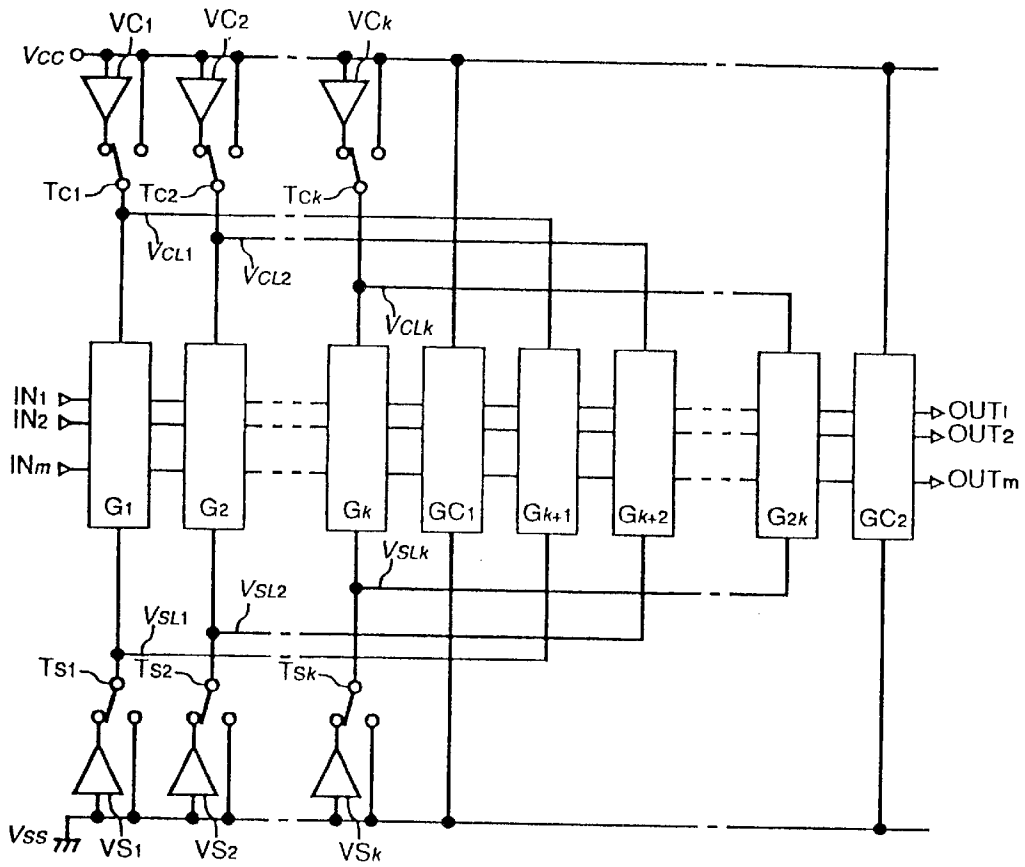 VC1 VC2 VCk
VCC
TC1 TC2 TCk
VCL1 VCL2 VCLk
IN1
IN2
INm
G1 G2 Gk GC1 Gk+1 Gk+2 G2k GC2
OUT1
OUT2
OUTm
VSL1 VSL2 VSLk
TS1 TS2 TSk
VSS
VS1 VS2 VSk